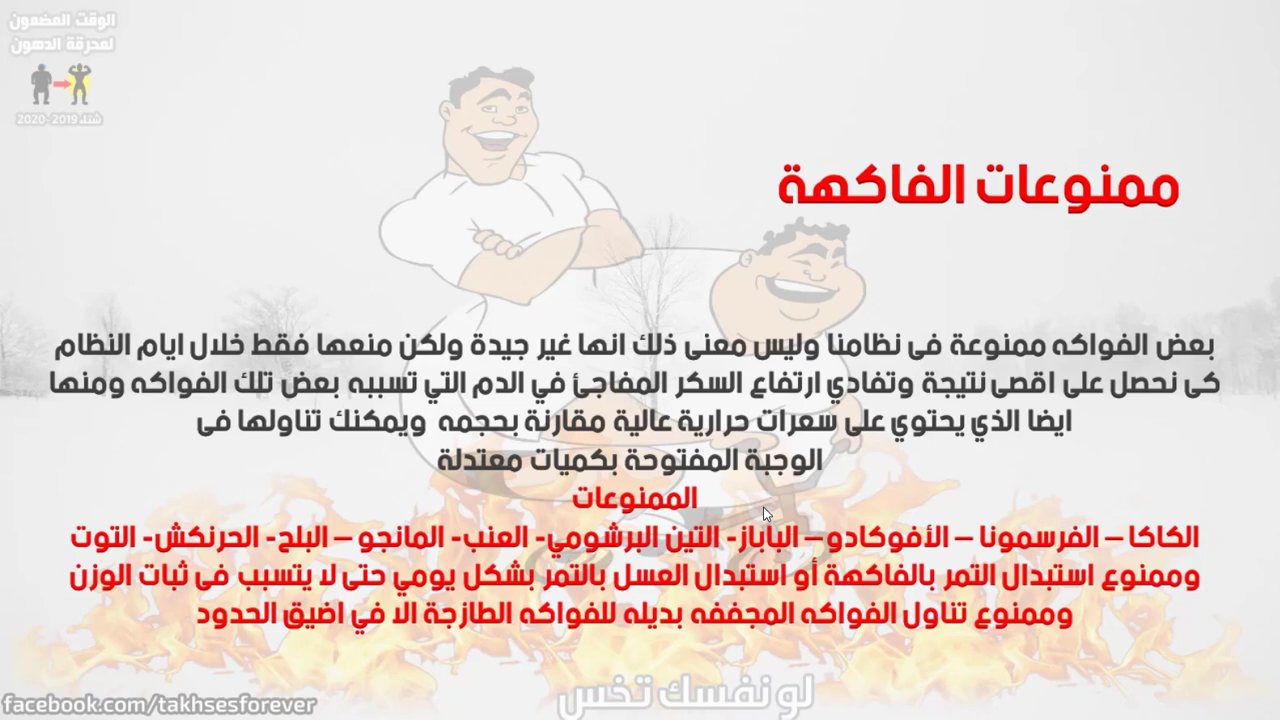 الوقت المضمون
لمحرقة الدهون
شتاء 2019-2020
ممنوعات الفاكهة
بعض الفواكه ممنوعة فى نظامنا وليس معنى ذلك انها غير جيدة ولكن منعها فقط خلال ايام النظام
كى نحصل على اقصى نتيجة وتفادي ارتفاع السكر المفاجئ في الدم التي تسببه بعض تلك الفواكه ومنها
ايضا الذي يحتوي على سعرات حرارية عالية مقارنة بحجمه ويمكنك تناولها فى
الوجبة المفتوحة بكميات معتدلة
الممنوعات
الكاكا – الفرسمونا – الأفوكادو – الباباز- التين البرشومي- العنب- المانجو – البلح- الحرنكش- التوت
وممنوع استبدال التمر بالفاكهة أو استبدال العسل بالتمر بشكل يومي حتى لا يتسبب فى ثبات الوزن
وممنوع تناول الفواكه المجففه بديله للفواكه الطازجة الا في اضيق الحدود
لو نفسك تخس
facebook.com/takhsesforever